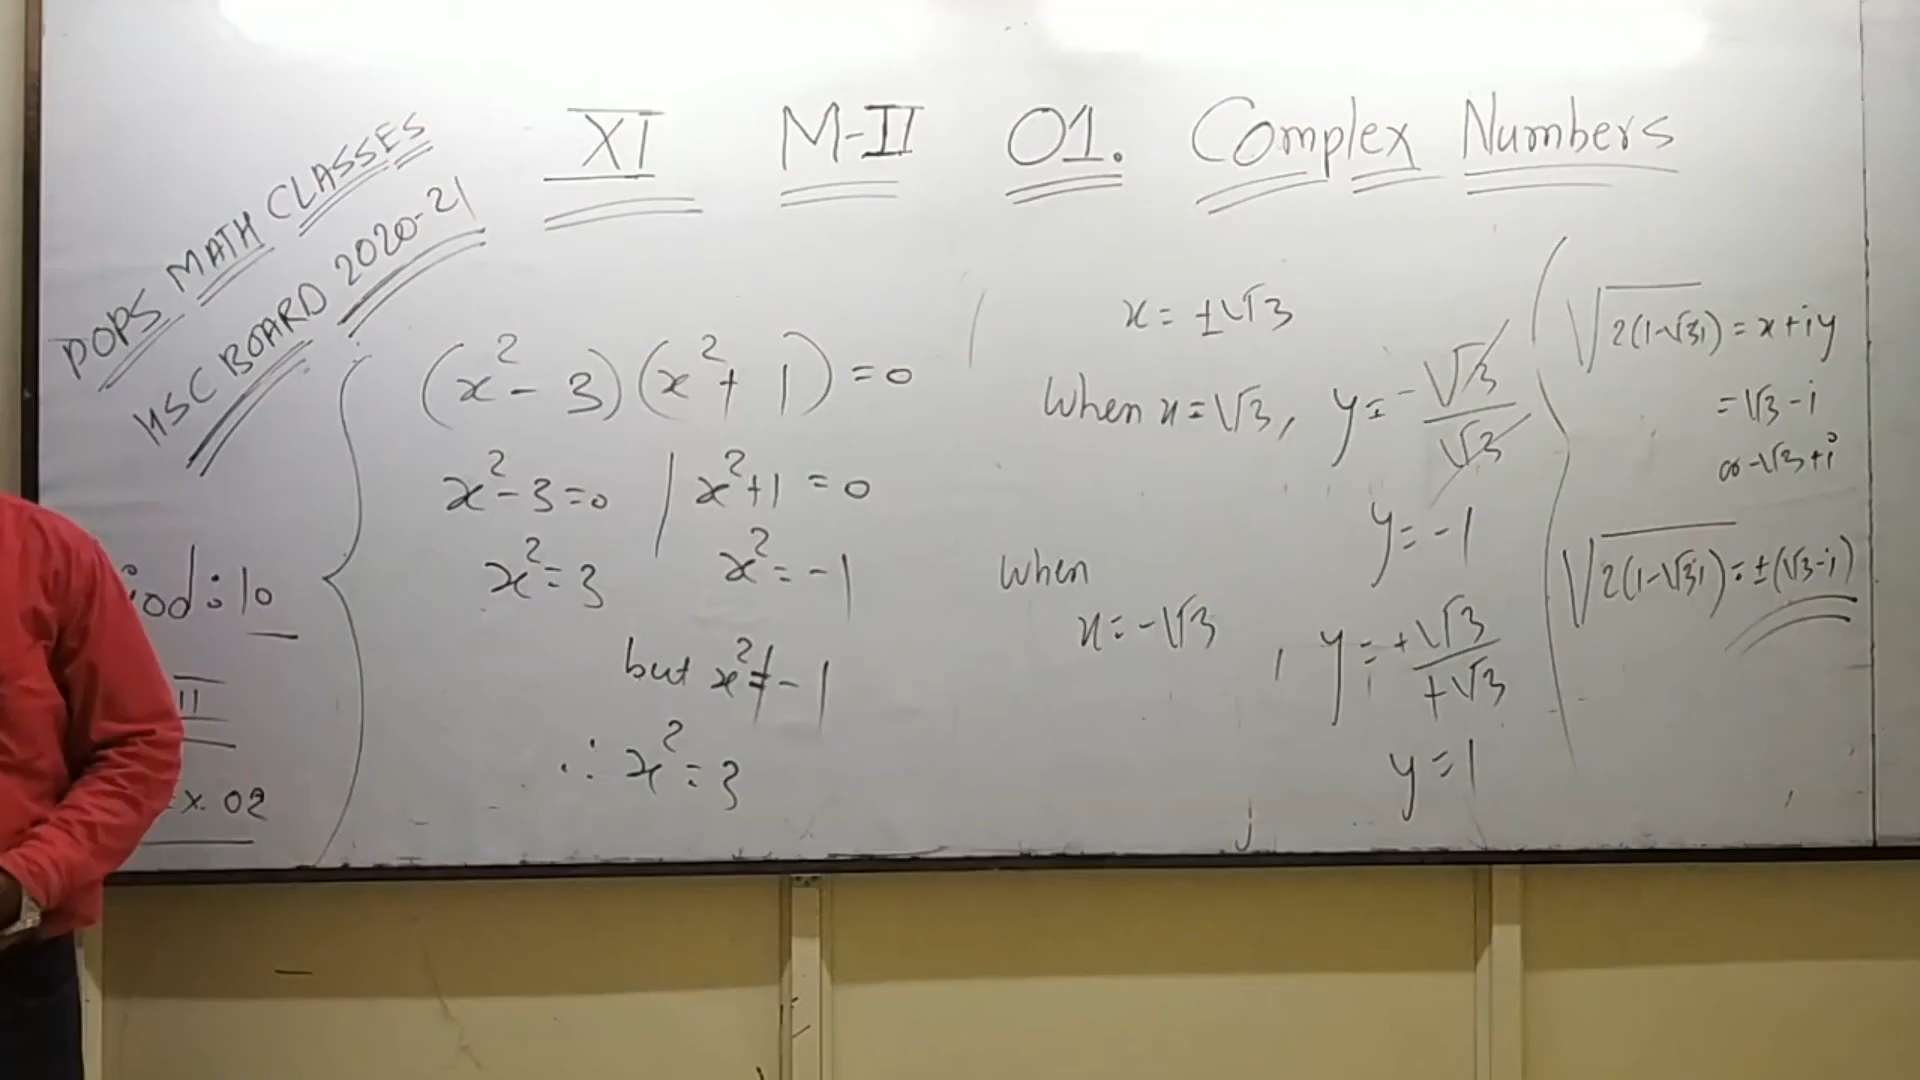 XI M-II 01. Complex Numbers
POPS MATH CLASSES
HSC BOARD 2020-21
iod: 10
II
Ex. 02
(x²-3)(x²+1)=0
x²-3=0 | x²+1=0
x²=3 x²=-1
but x²≠-1
∴ x²=3
x=±√3
When x=√3, y=-√3/√3
y=-1
when
x=-√3, y=+√3/+√3
y=1
√2(1-√3i)=x+iy
=√3-i
or -√3+i
√2(1-√3i)=±(√3-i)